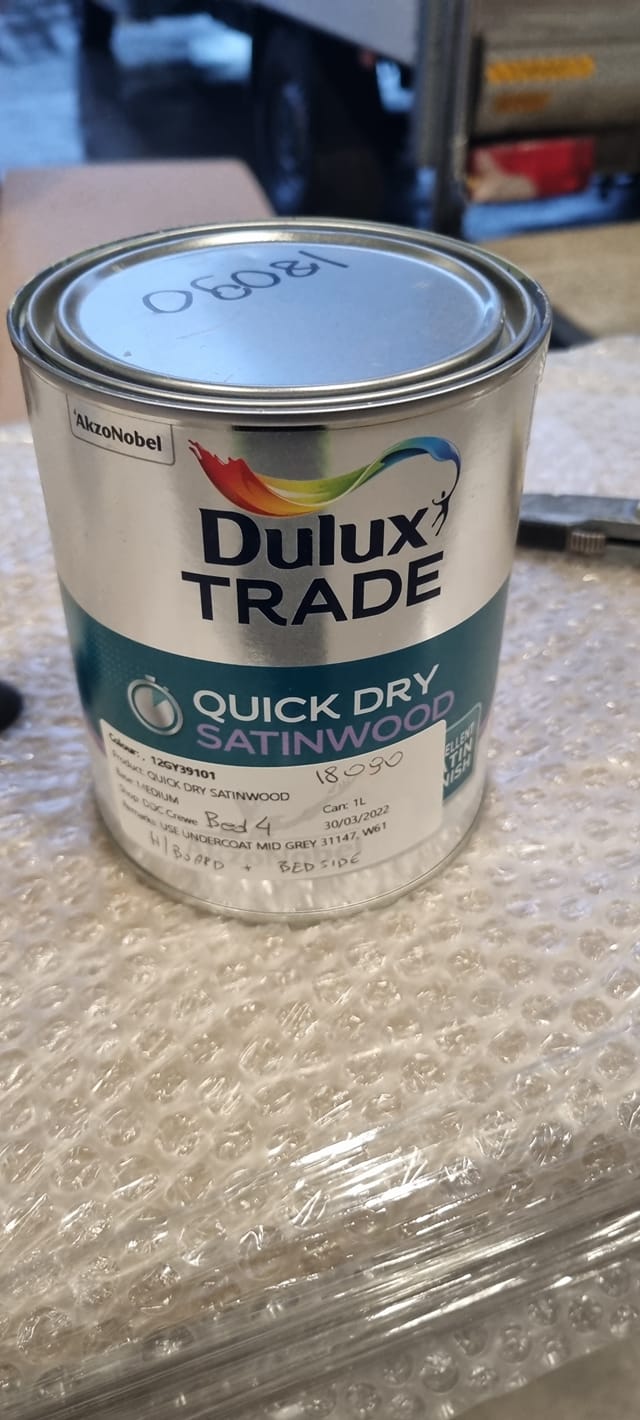 18090
AkzoNobel
Dulux
TRADE
QUICK DRY
SATINWOOD
Colour: . 12GY39101
Product: QUICK DRY SATINWOOD
18090
Base: MEDIUM
Can: 1L
Shop: DDC Crewe
Bed 4
30/03/2022
Remarks: USE UNDERCOAT MID GREY 31147, W61
H/BOARD + BEDSIDE